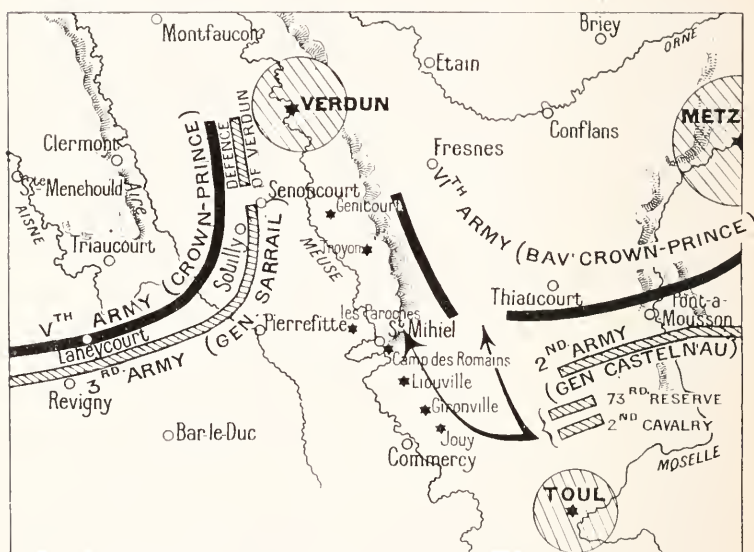 Montfaucon
Briey
ORNE
Etain
VERDUN
METZ
Conflans
Clermont
DEFENCE
OF VERDUN
Fresnes
Ste Menehould
Aire
AISNE
Senoncourt
Genicourt
VITH ARMY (BAV' CROWN-PRINCE)
Triaucourt
Souilly
Troyon
MEUSE
VTH ARMY (CROWN-PRINCE)
Thiaucourt
Pont-a-
Mousson
les Paroches
St Mihiel
Pierrefitte
Laheycourt
3RD. ARMY (GEN. SARRAIL)
2ND. ARMY
(GEN CASTELNAU)
Camp des Romains
Revigny
Liouville
73RD. RESERVE
Gironville
2ND CAVALRY
Bar-le-Duc
Jouy
Commercy
MOSELLE
TOUL